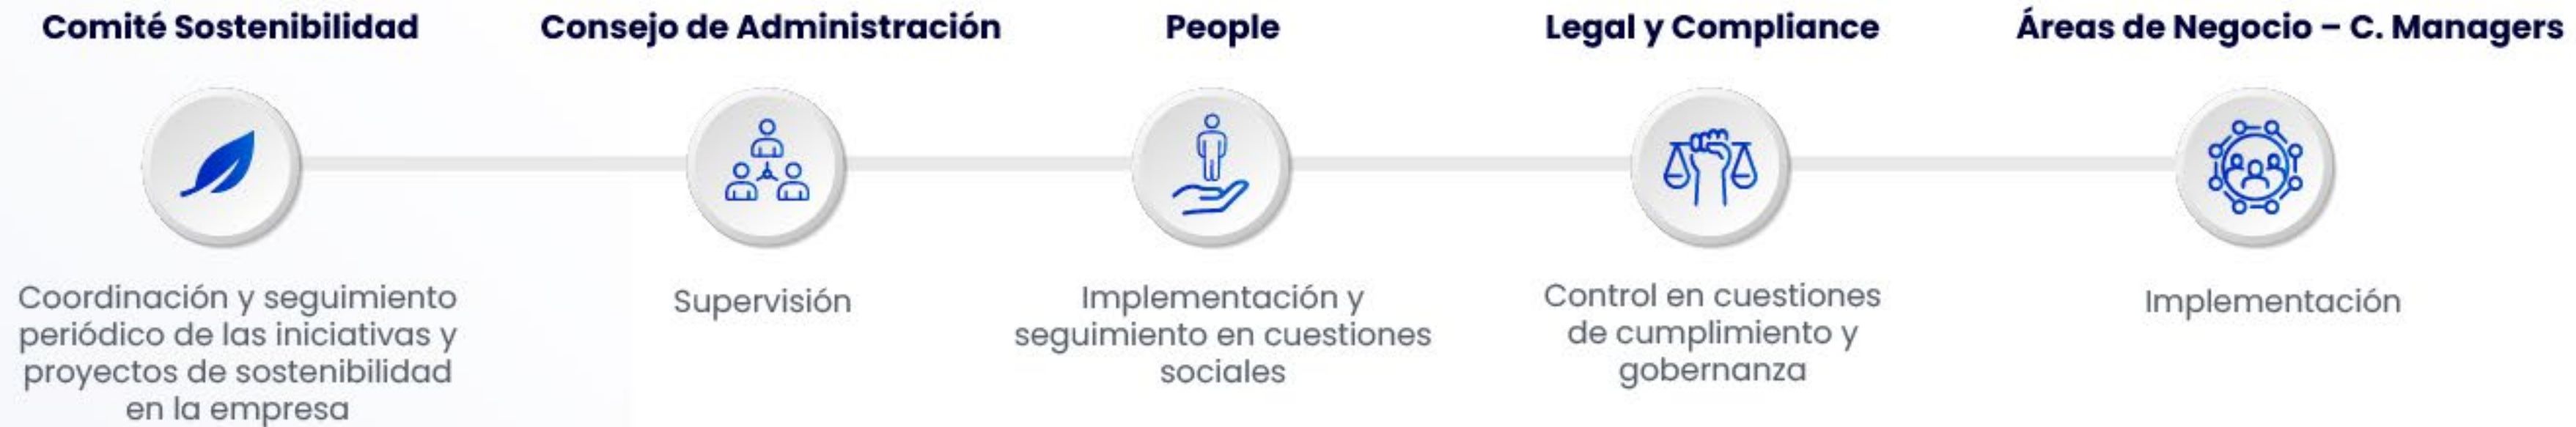 Comité Sostenibilidad
Consejo de Administración
People
Legal y Compliance
Áreas de Negocio – C. Managers
Coordinación y seguimiento
periódico de las iniciativas y
proyectos de sostenibilidad
en la empresa
Supervisión
Implementación y
seguimiento en cuestiones
sociales
Control en cuestiones
de cumplimiento y
gobernanza
Implementación